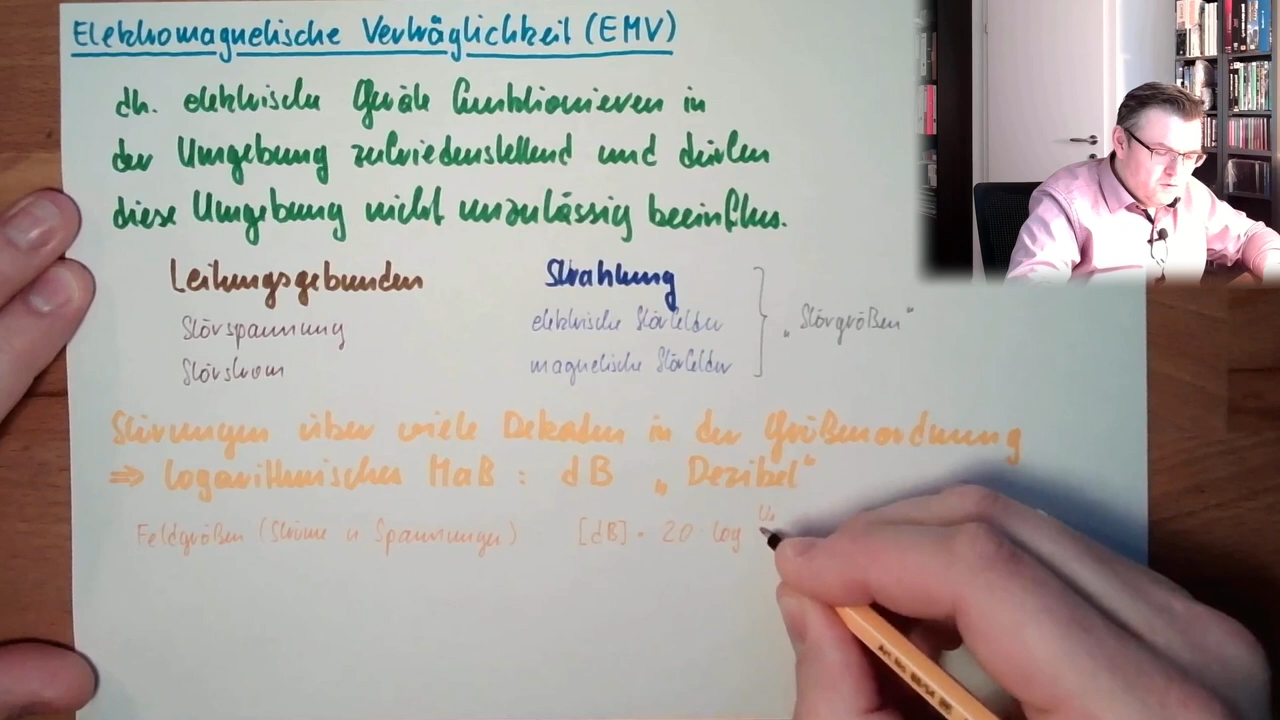 Elektromagnetische Verträglichkeit (EMV)
dh. elektrische Geräte funktionieren in
der Umgebung zufriedenstellend und dürfen
diese Umgebung nicht unzulässig beeinflus.
Leitungsgebunden
Strahlung
Störspannung
elektrische Störfelder
Störstrom
magnetische Störfelder
„Störgrößen"
Störungen über viele Dekaden in der Größenordnung
⇒ logarithmisches Maß : dB „Dezibel"
Feldgrößen (Ströme u Spannungen) [dB] = 20 log